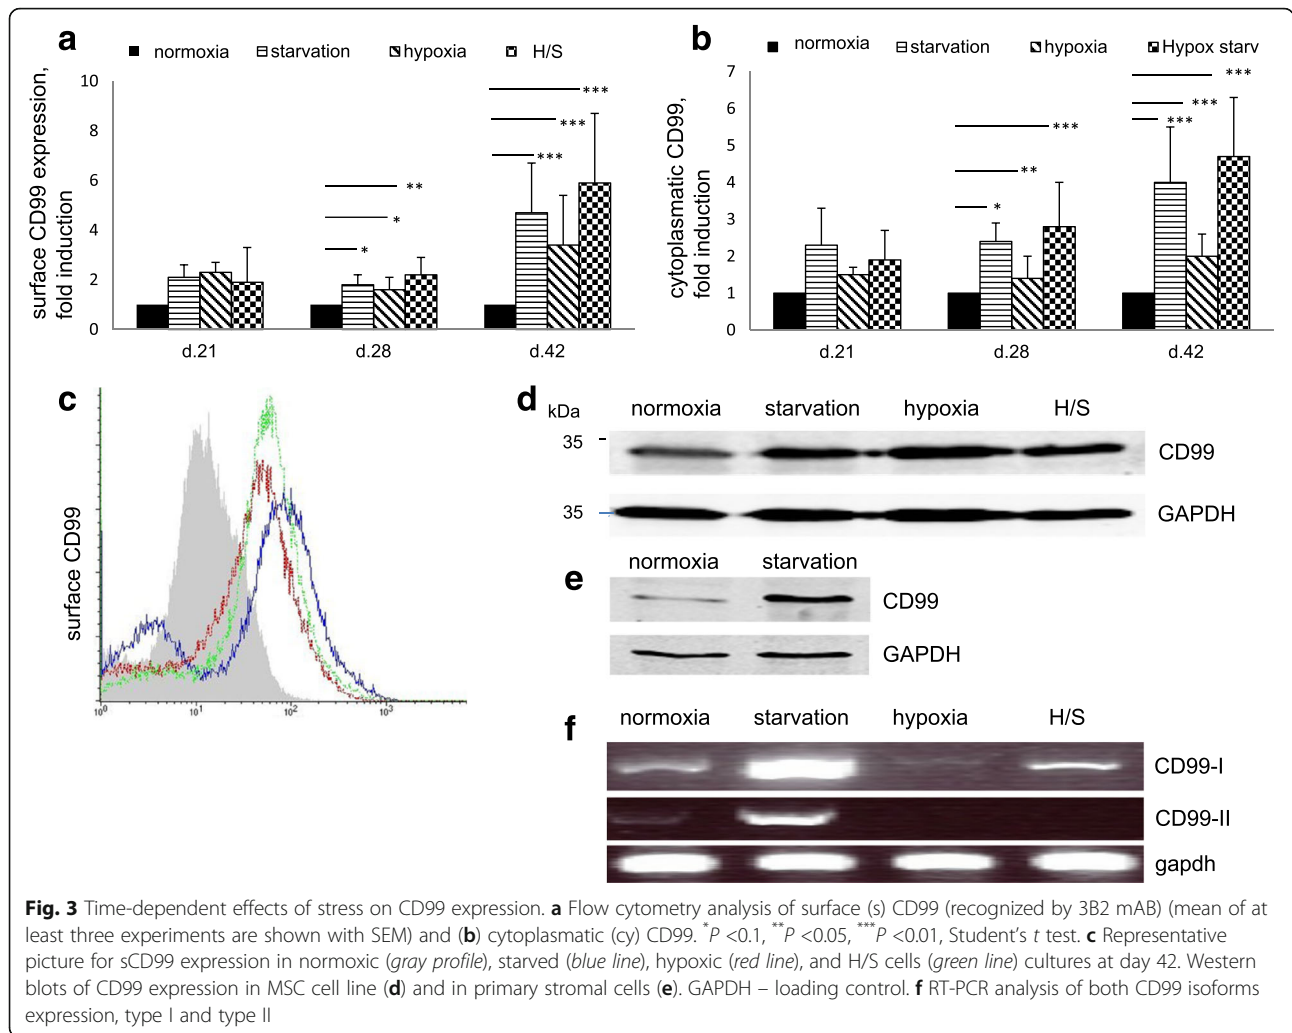 a
normoxia starvation hypoxia H/S
surface CD99 expression,
fold induction
10
8
6
4
2
0
* * **
*** *** ***
d.21 d.28 d.42
b
normoxia starvation hypoxia Hypox starv
cytoplasmatic CD99,
fold induction
7
6
5
4
3
2
1
0
* ** ***
*** *** ***
d.21 d.28 d.42
c
surface CD99
10⁰ 10¹ 10² 10³
d
kDa normoxia starvation hypoxia H/S
35 CD99
35 GAPDH
e
normoxia starvation
CD99
GAPDH
f
normoxia starvation hypoxia H/S
CD99-I
CD99-II
gapdh
Fig. 3 Time-dependent effects of stress on CD99 expression. a Flow cytometry analysis of surface (s) CD99 (recognized by 3B2 mAb) (mean of at
least three experiments are shown with SEM) and (b) cytoplasmatic (cy) CD99. *P <0.1, **P <0.05, ***P <0.01, Student's t test. c Representative
picture for sCD99 expression in normoxic (gray profile), starved (blue line), hypoxic (red line), and H/S cells (green line) cultures at day 42. Western
blots of CD99 expression in MSC cell line (d) and in primary stromal cells (e). GAPDH – loading control. f RT-PCR analysis of both CD99 isoforms
expression, type I and type II